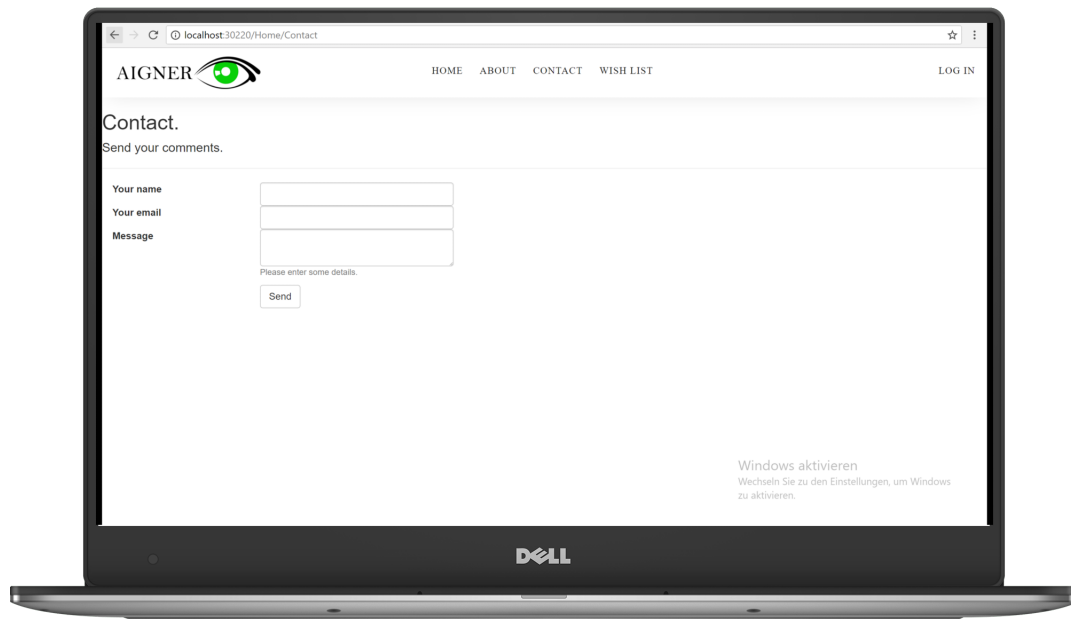 localhost:30220/Home/Contact
AIGNER HOME ABOUT CONTACT WISH LIST LOG IN
Contact.
Send your comments.
Your name
Your email
Message
Please enter some details.
Send
Windows aktivieren
Wechseln Sie zu den Einstellungen, um Windows
zu aktivieren.
DELL